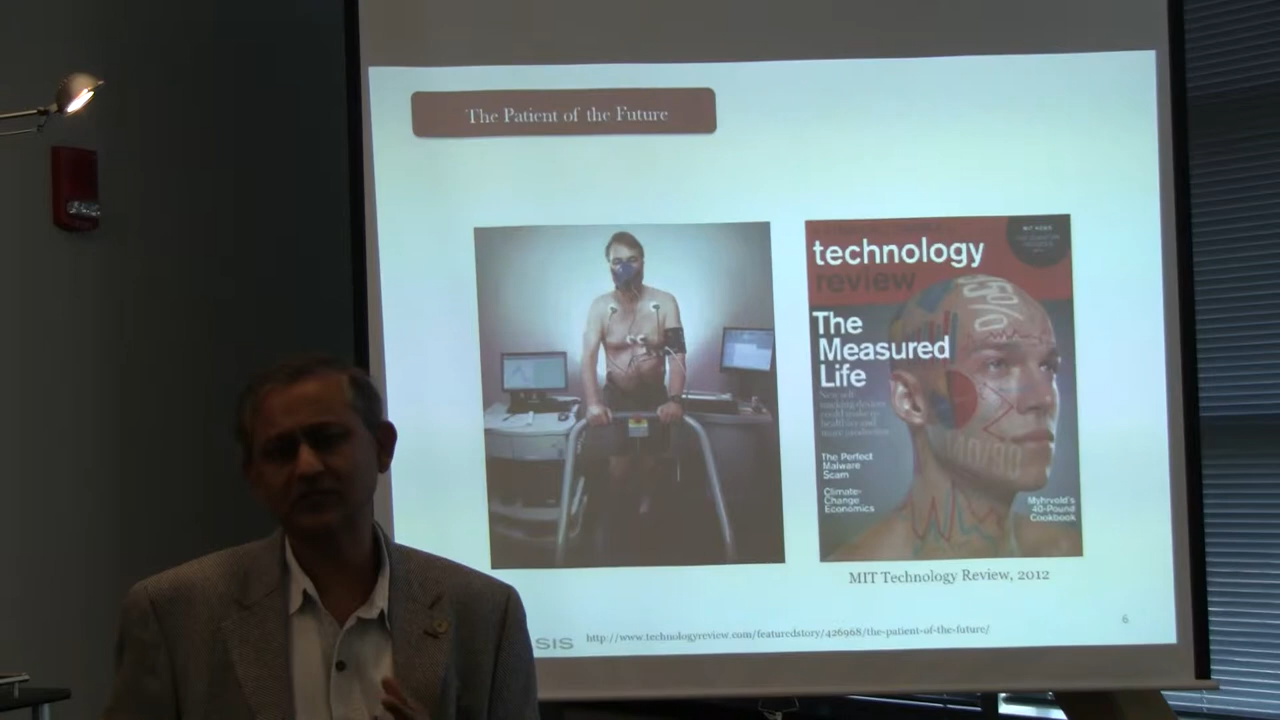 The Patient of the Future
technology
review
The
Measured
Life
The Perfect
Malware
Scam
Climate-
Change
Economics
MIT NEWS
Myhrvold's
40-Pound
Cookbook
MIT Technology Review, 2012
SIS
http://www.technologyreview.com/featuredstory/426968/the-patient-of-the-future/
6